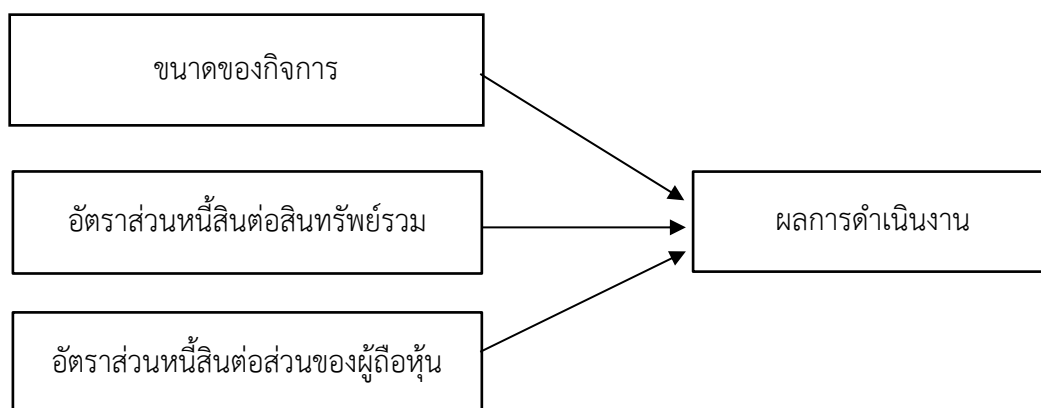 ขนาดของกิจการ
อัตราส่วนหนี้สินต่อสินทรัพย์รวม
ผลการดำเนินงาน
อัตราส่วนหนี้สินต่อส่วนของผู้ถือหุ้น